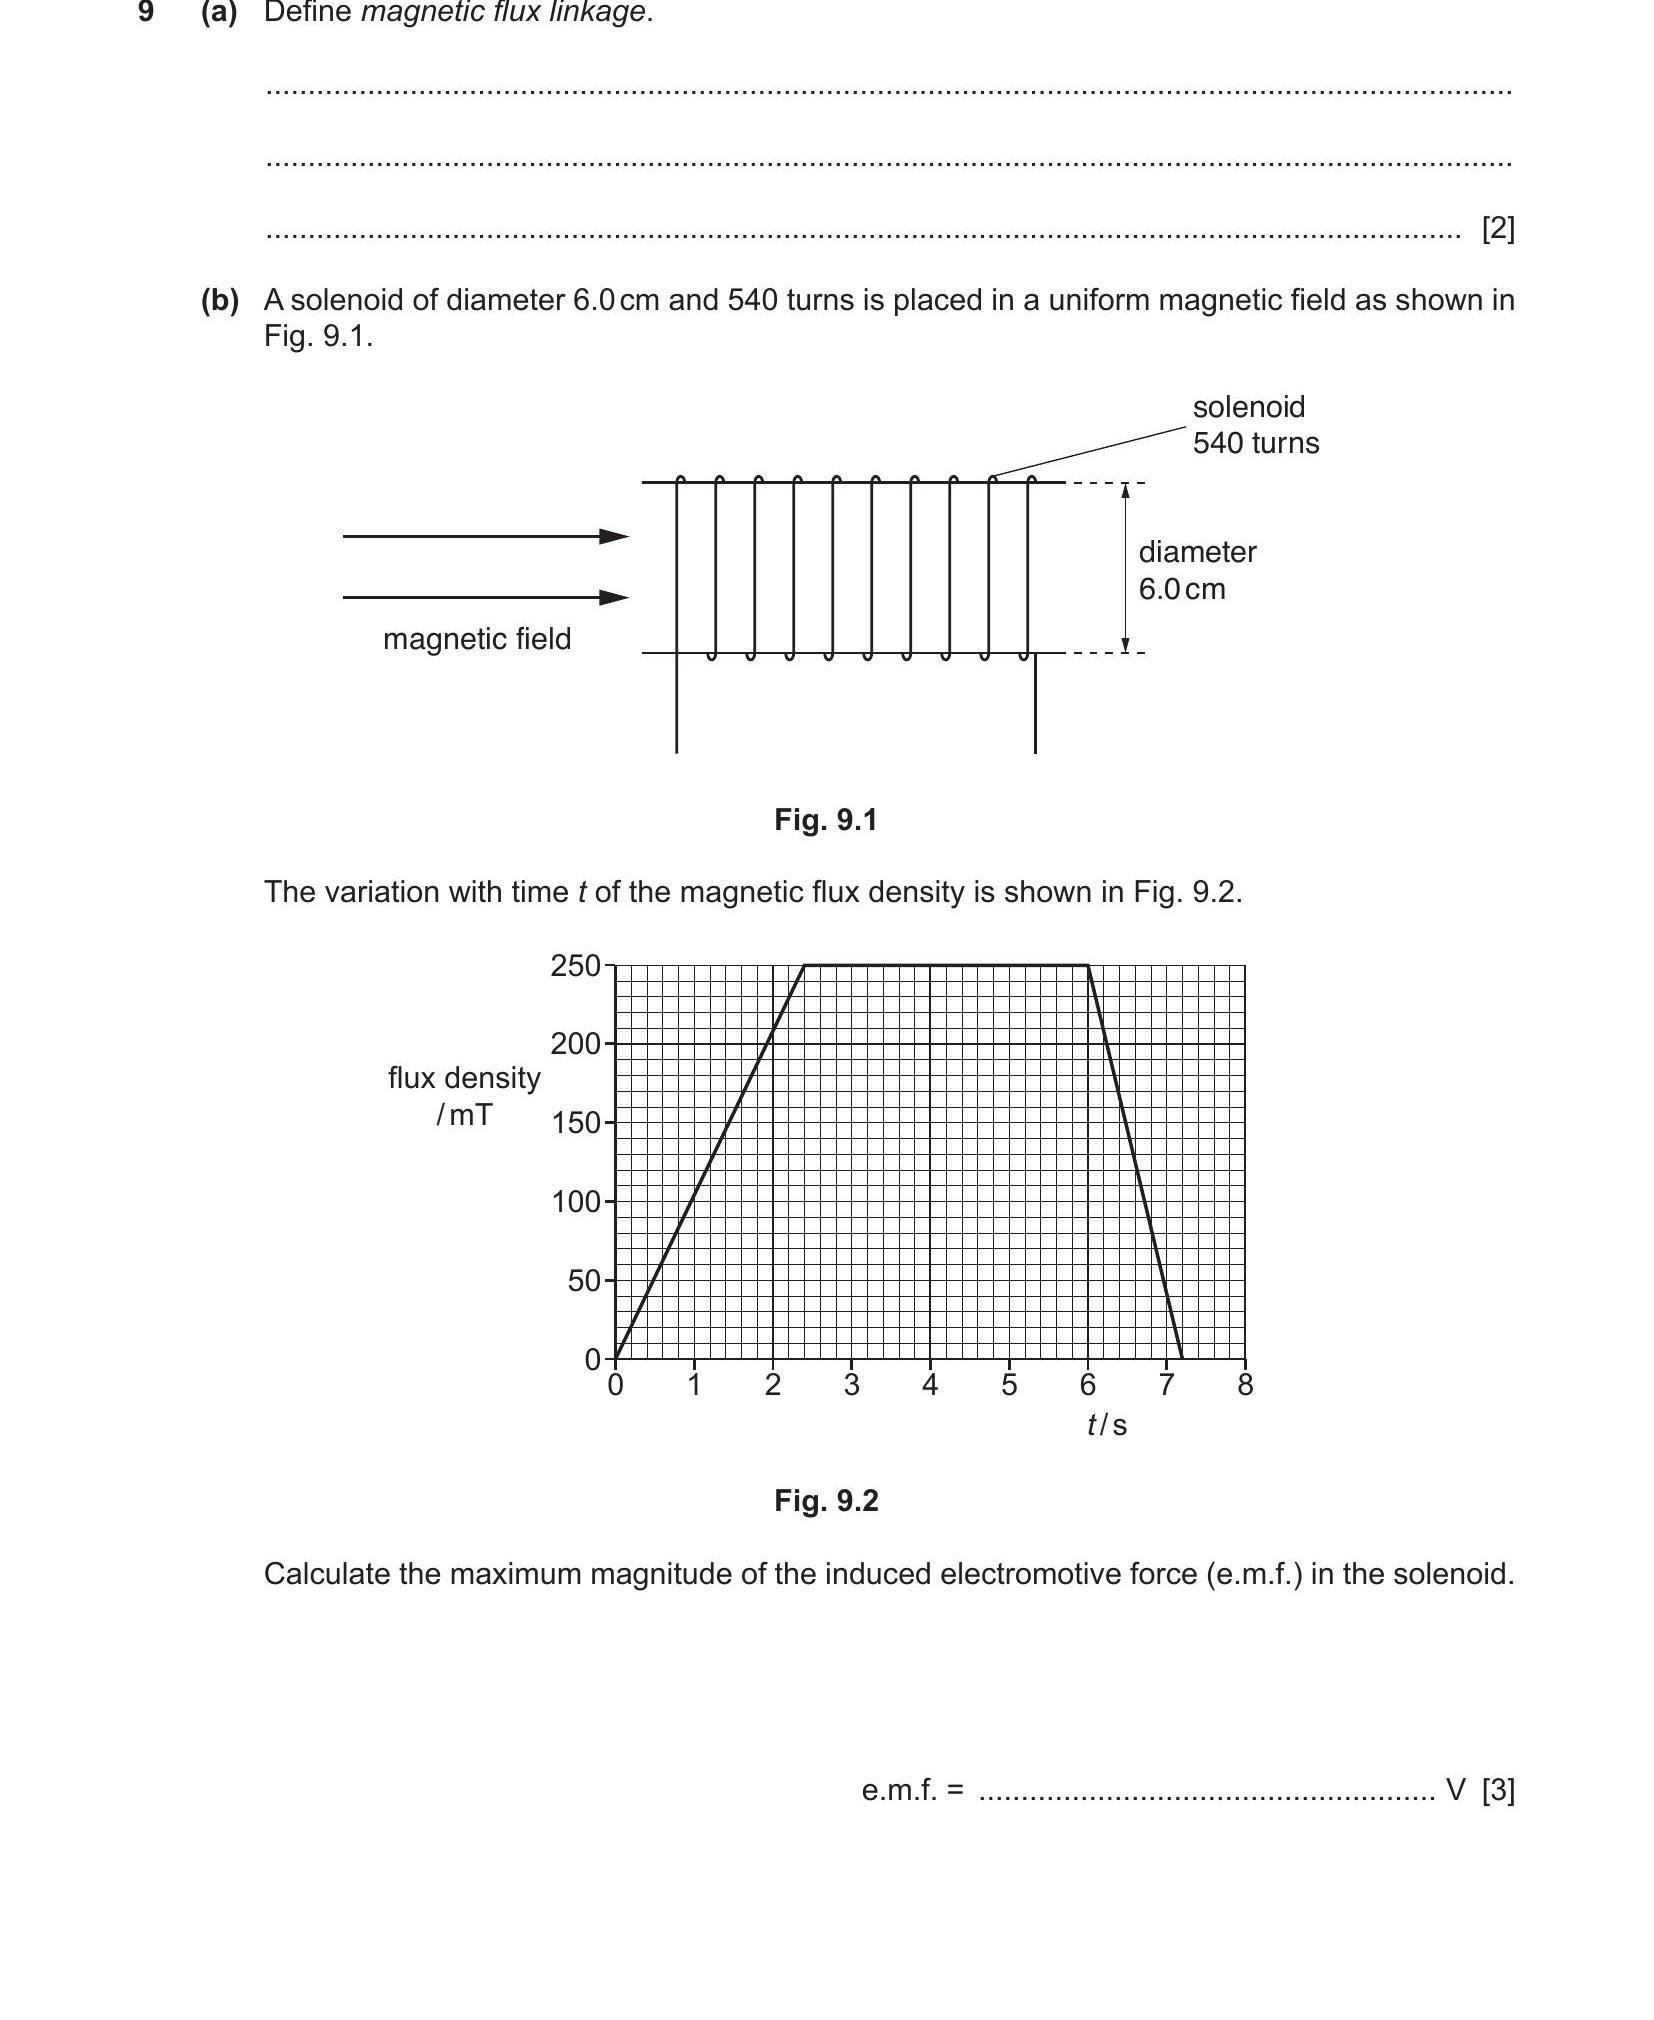 9 (a) Define magnetic flux linkage.
..........
..........
.......... [2]
(b) A solenoid of diameter 6.0 cm and 540 turns is placed in a uniform magnetic field as shown in
Fig. 9.1.
solenoid
540 turns
diameter
6.0 cm
magnetic field
Fig. 9.1
The variation with time t of the magnetic flux density is shown in Fig. 9.2.
250
200
150
100
50
0
flux density
/ mT
0 1 2 3 4 5 6 7 8
t / s
Fig. 9.2
Calculate the maximum magnitude of the induced electromotive force (e.m.f.) in the solenoid.
e.m.f. = .......... V [3]